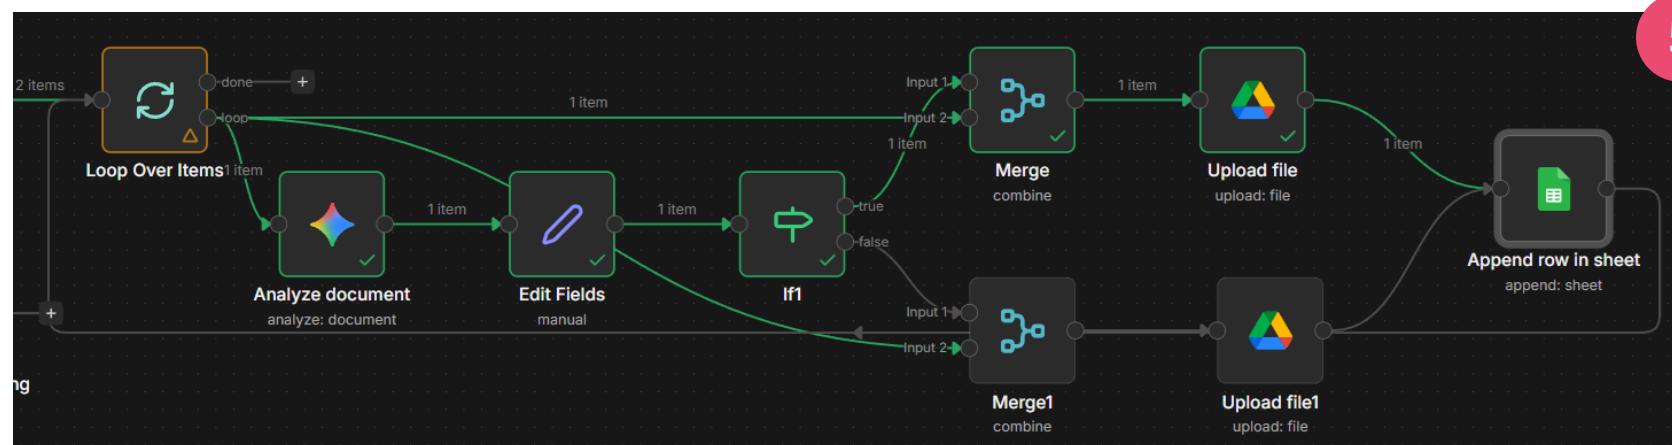 2 items
done
+
loop
1 item
Loop Over Items
1 item
Analyze document
analyze: document
1 item
Edit Fields
manual
1 item
If1
true
false
1 item
Input 1
Input 2
Merge
combine
1 item
Upload file
upload: file
1 item
Append row in sheet
append: sheet
+
Input 1
Input 2
Merge1
combine
Upload file1
upload: file
ng